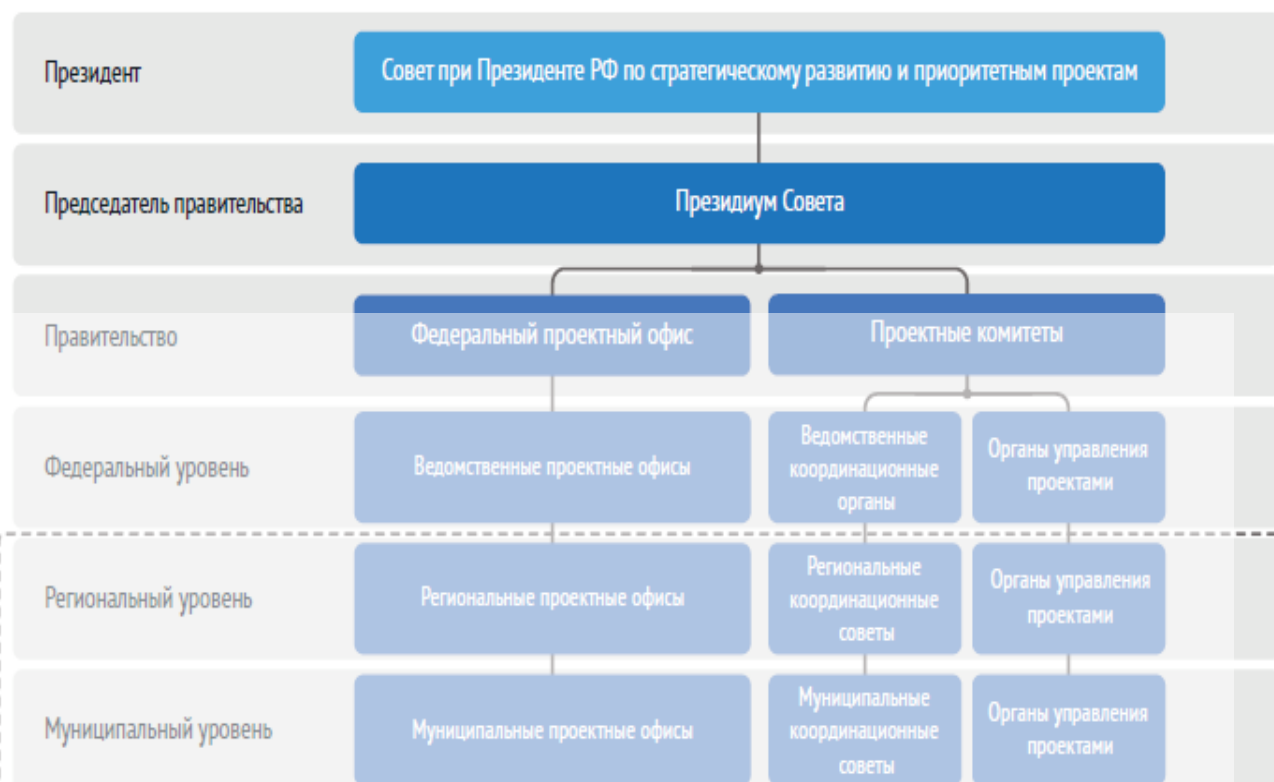 Президент
Совет при Президенте РФ по стратегическому развитию и приоритетным проектам
Председатель правительства
Президиум Совета
Правительство
Федеральный проектный офис
Проектные комитеты
Федеральный уровень
Ведомственные проектные офисы
Ведомственные
координационные
органы
Органы управления
проектами
Региональный уровень
Региональные проектные офисы
Региональные
координационные
советы
Органы управления
проектами
Муниципальный уровень
Муниципальные проектные офисы
Муниципальные
координационные
советы
Органы управления
проектами